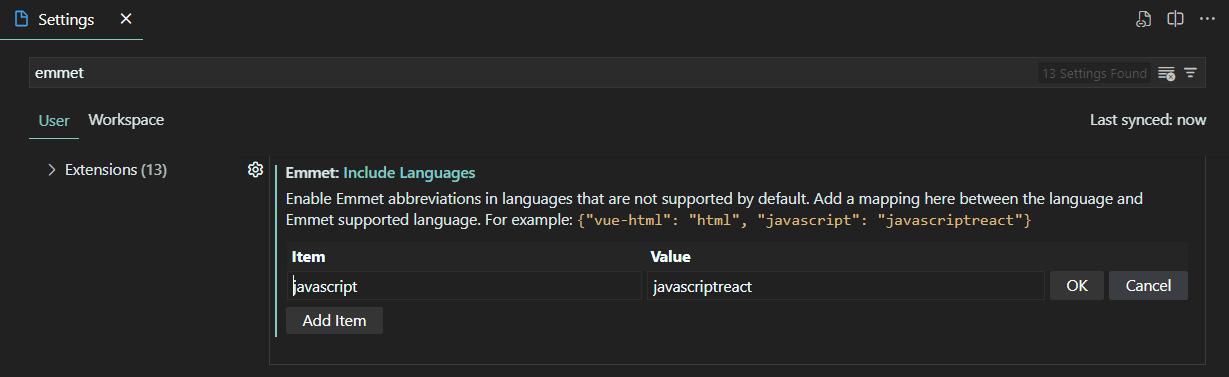 Settings
emmet
13 Settings Found
User Workspace
Last synced: now
Extensions (13)
Emmet: Include Languages
Enable Emmet abbreviations in languages that are not supported by default. Add a mapping here between the language and
Emmet supported language. For example: {"vue-html": "html", "javascript": "javascriptreact"}
Item Value
javascript javascriptreact OK Cancel
Add Item